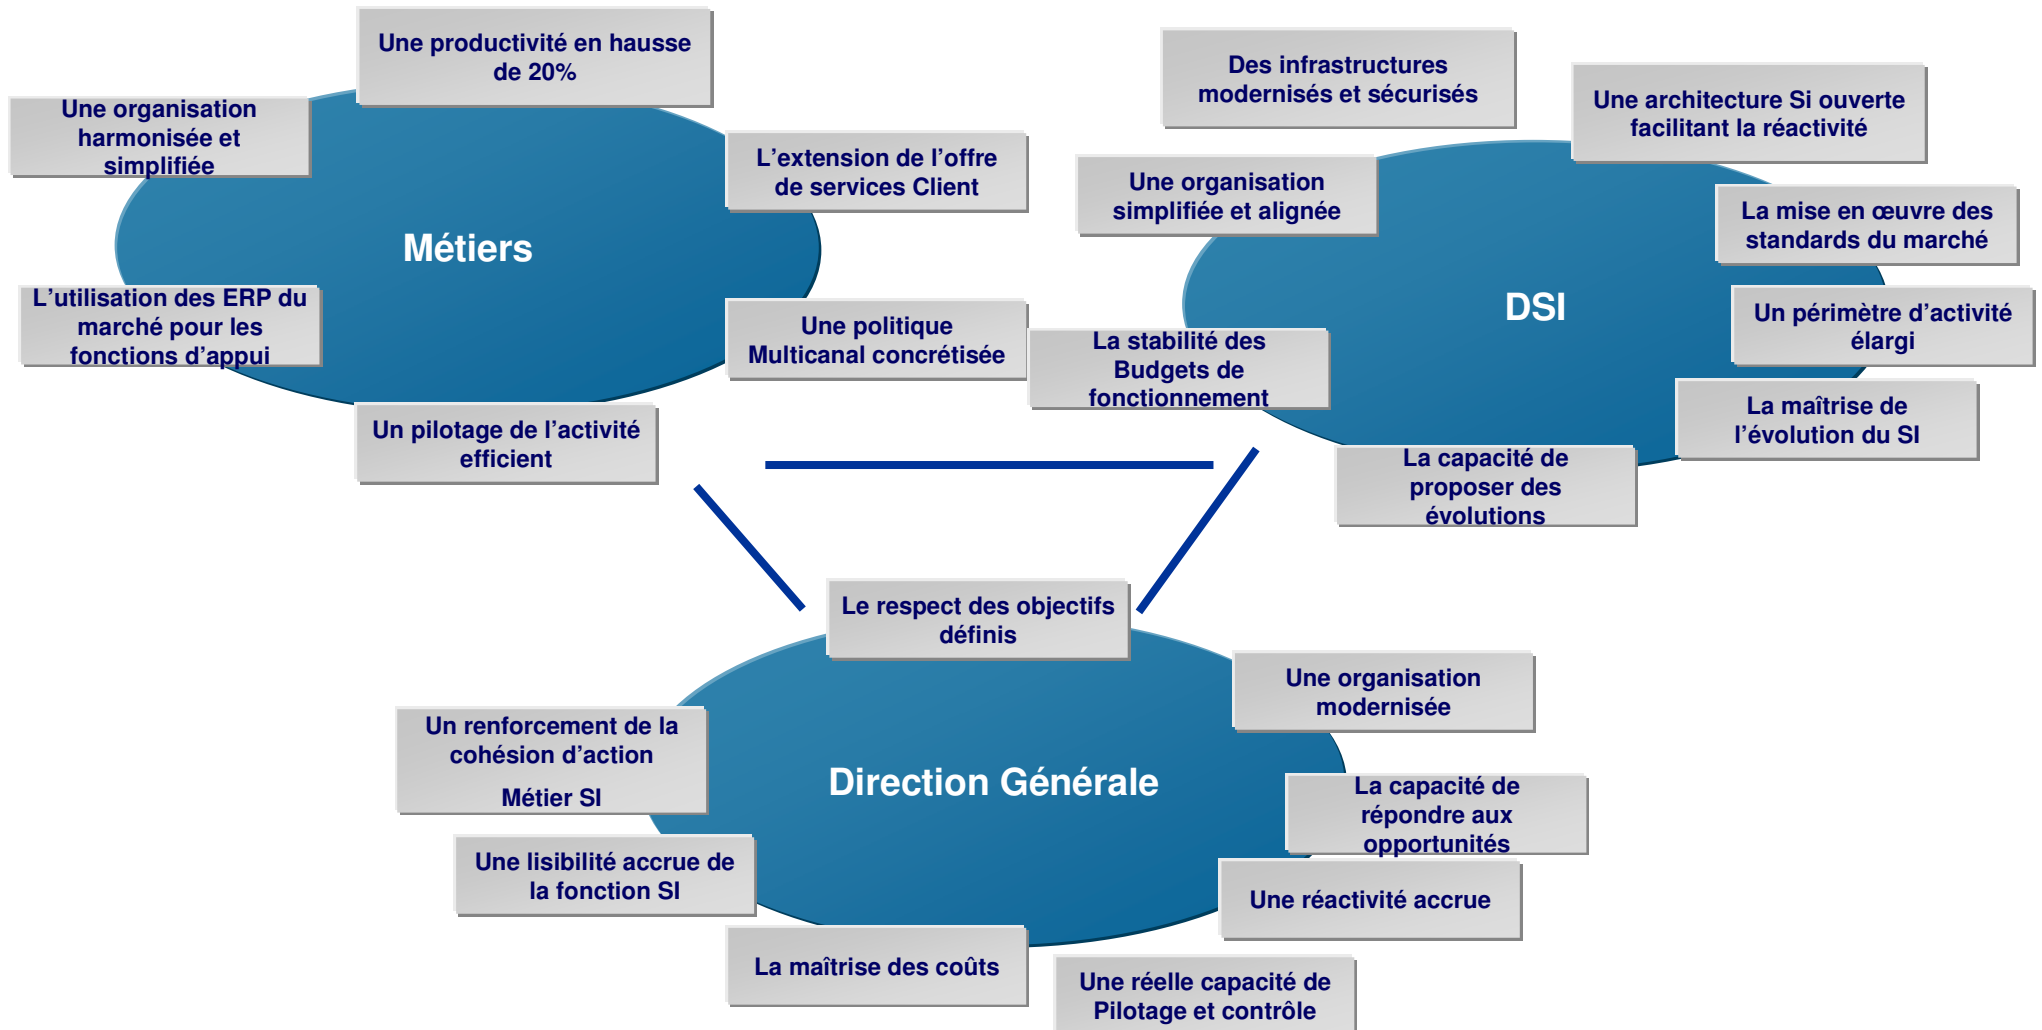 Une productivité en hausse
de 20%
Une organisation
harmonisée et
simplifiée
L'extension de l'offre
de services Client
Métiers
L'utilisation des ERP du
marché pour les
fonctions d'appui
Une politique
Multicanal concrétisée
Un pilotage de l'activité
efficient
Des infrastructures
modernisés et sécurisés
Une architecture Si ouverte
facilitant la réactivité
Une organisation
simplifiée et alignée
La mise en œuvre des
standards du marché
DSI
Un périmètre d'activité
élargi
La stabilité des
Budgets de
fonctionnement
La maîtrise de
l'évolution du SI
La capacité de
proposer des
évolutions
Le respect des objectifs
définis
Une organisation
modernisée
Un renforcement de la
cohésion d'action
Métier SI
Direction Générale
La capacité de
répondre aux
opportunités
Une lisibilité accrue de
la fonction SI
Une réactivité accrue
La maîtrise des coûts
Une réelle capacité de
Pilotage et contrôle